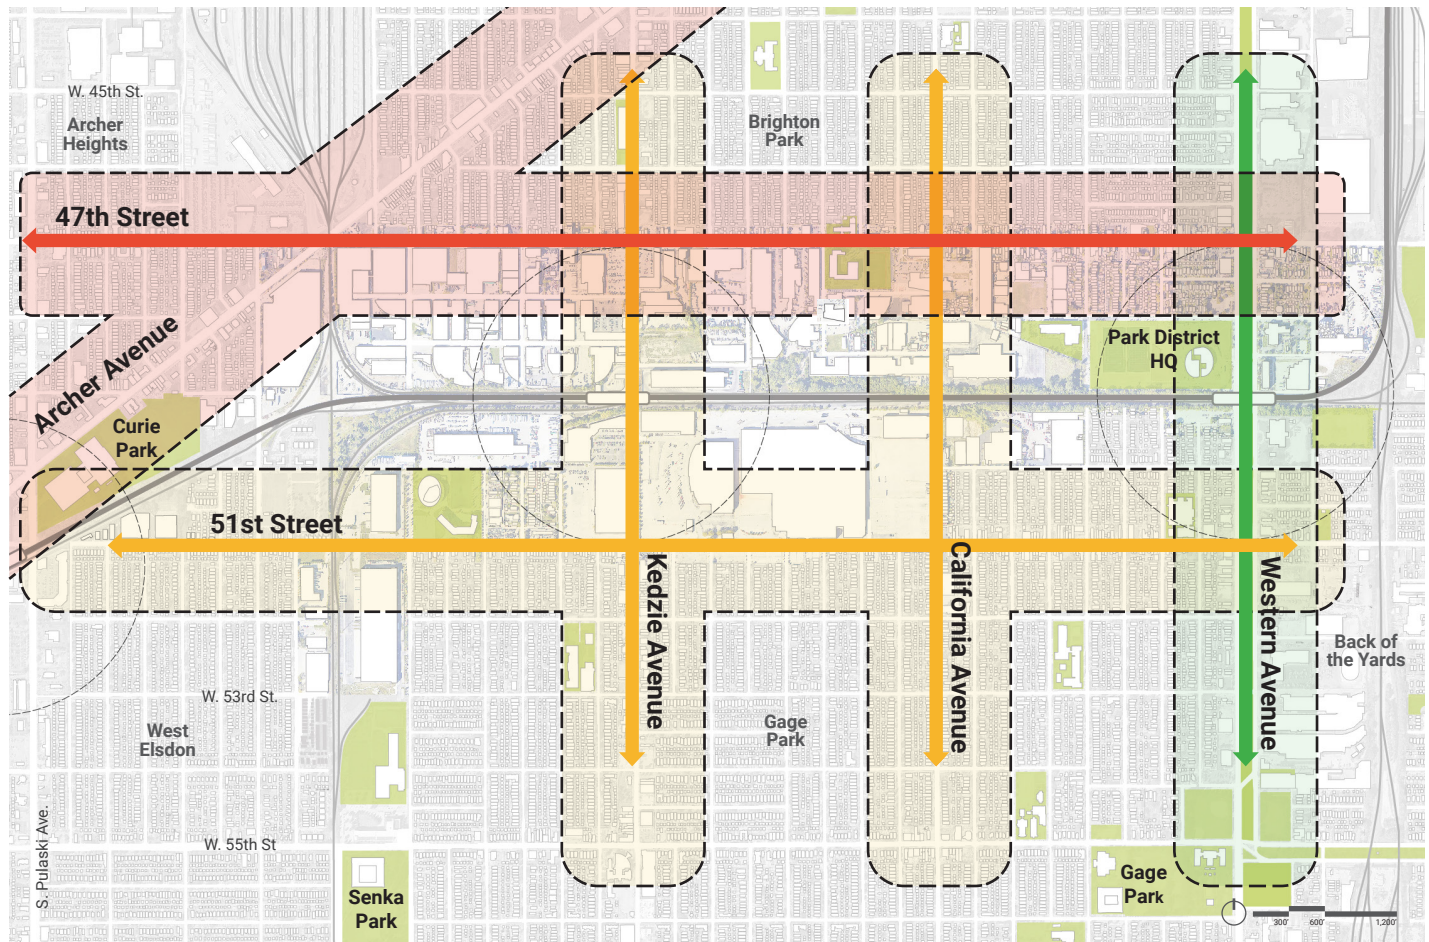 W. 45th St.
Archer
Heights
Brighton
Park
47th Street
Archer Avenue
Park District
HQ
Curie
Park
51st Street
Kedzie Avenue
California Avenue
Western Avenue
Back of
the Yards
W. 53rd St.
West
Elsdon
Gage
Park
S. Pulaski Ave.
W. 55th St
Senka
Park
Gage
Park
300'
600'
1,200'